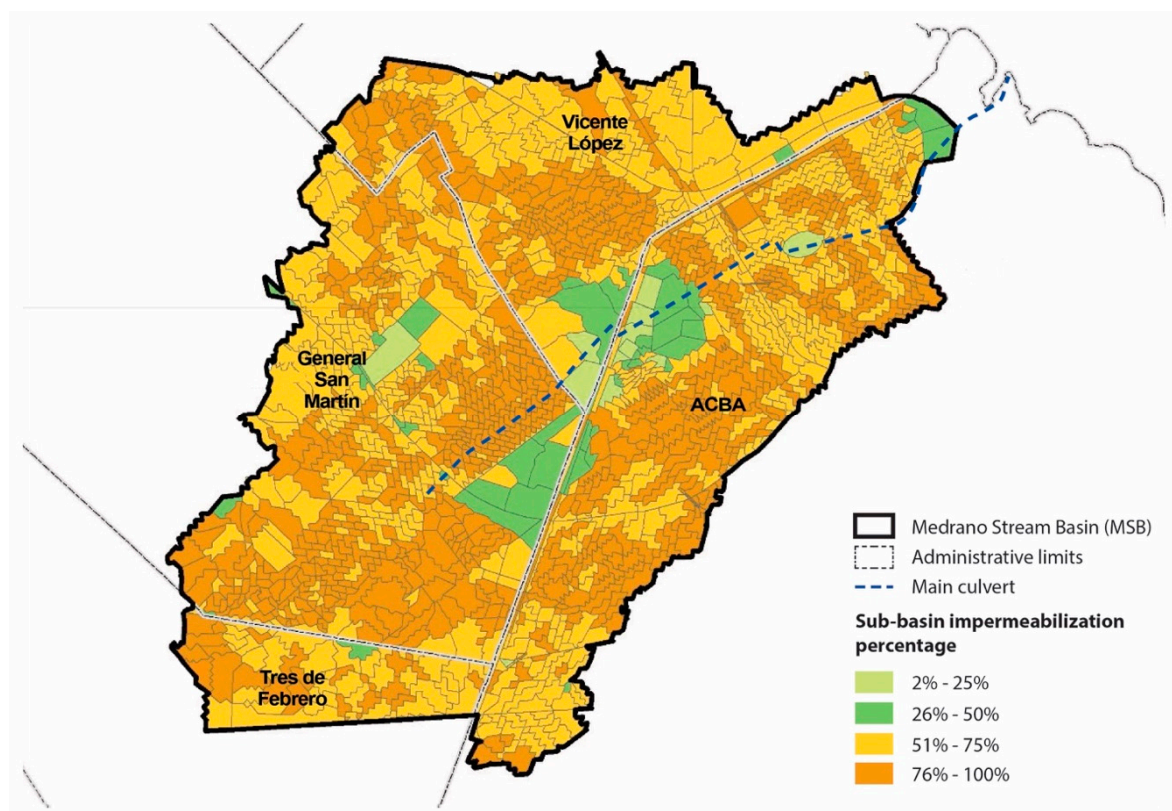 Vicente
López
General
San
Martín
ACBA
Tres de
Febrero
Medrano Stream Basin (MSB)
Administrative limits
Main culvert
Sub-basin impermeabilization
percentage
2% - 25%
26% - 50%
51% - 75%
76% - 100%